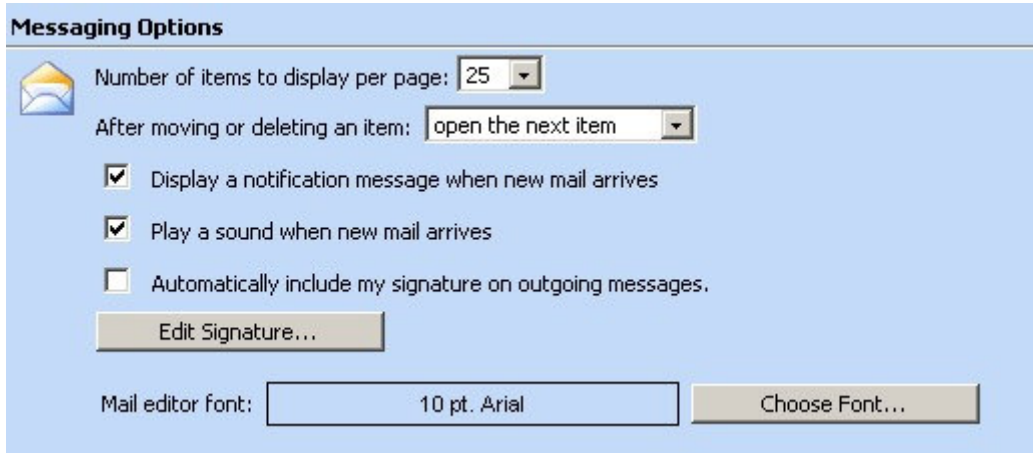 Messaging Options
Number of items to display per page: 25
After moving or deleting an item: open the next item
Display a notification message when new mail arrives
Play a sound when new mail arrives
Automatically include my signature on outgoing messages.
Edit Signature...
Mail editor font: 10 pt. Arial Choose Font...